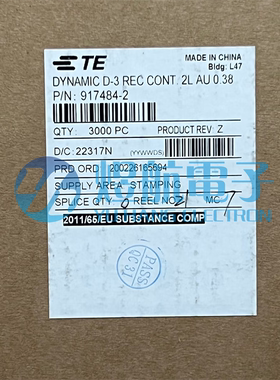 TE
MADE IN CHINA
Bldg: L47
DYNAMIC D-3 REC CONT. 2L AU 0.38
P/N: 917484-2
QTY: 3000 PC
PRODUCT REV: Z
D/C: 22317N
(YYWWDS)
PRD ORD 200226165694
SUPPLY AREA STAMPING
SPLICE QTY 0 REEL NO 21 MC 7
2011/65/EU SUBSTANCE COMP
PASS
QC 31